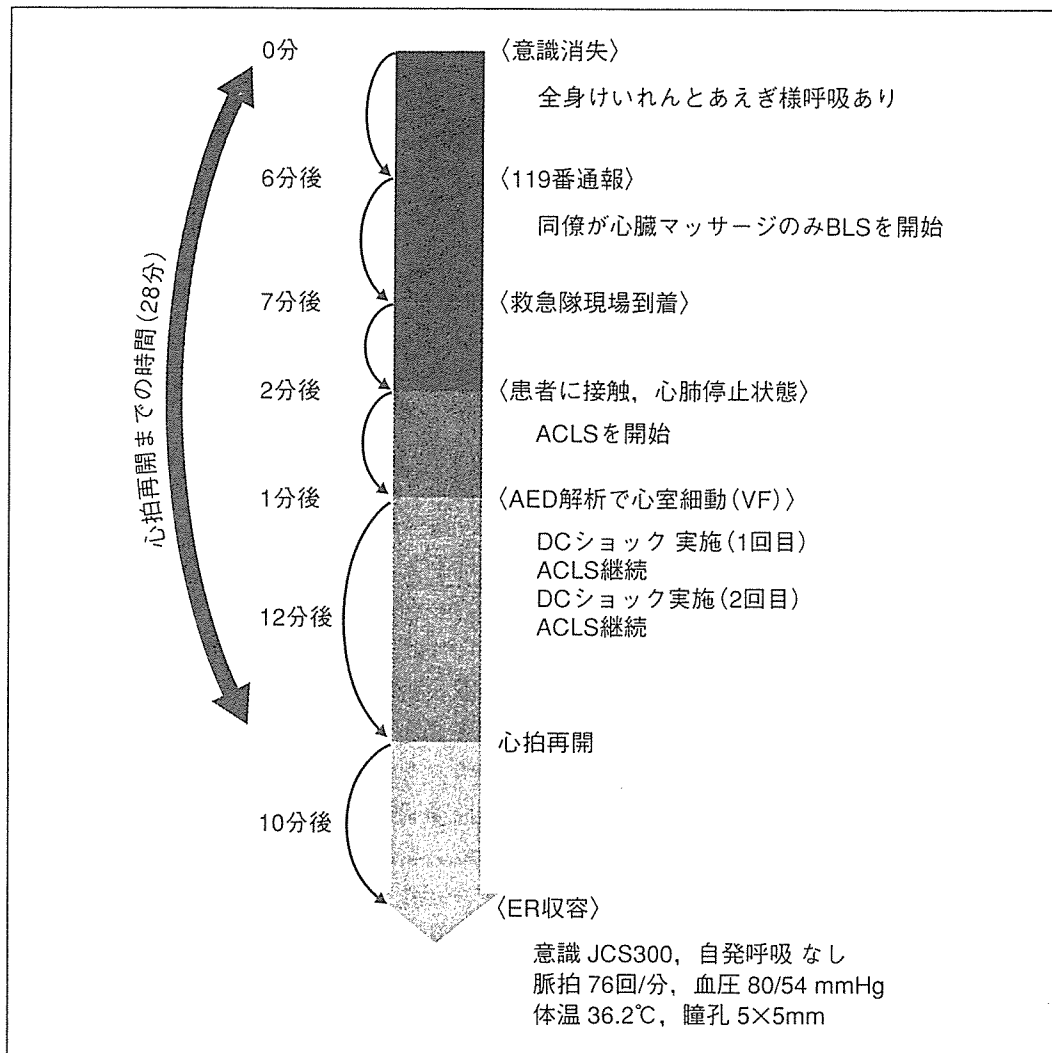 0分
〈意識消失〉
全身けいれんとあえぎ様呼吸あり
6分後
〈119番通報〉
同僚が心臓マッサージのみBLSを開始
心拍再開までの時間(28分)
7分後
〈救急隊現場到着〉
2分後
〈患者に接触，心肺停止状態〉
ACLSを開始
1分後
〈AED解析で心室細動(VF)〉
DCショック 実施(1回目)
ACLS継続
DCショック実施(2回目)
ACLS継続
12分後
心拍再開
10分後
〈ER収容〉
意識 JCS300，自発呼吸 なし
脈拍 76回/分，血圧 80/54 mmHg
体温 36.2℃，瞳孔 5×5mm